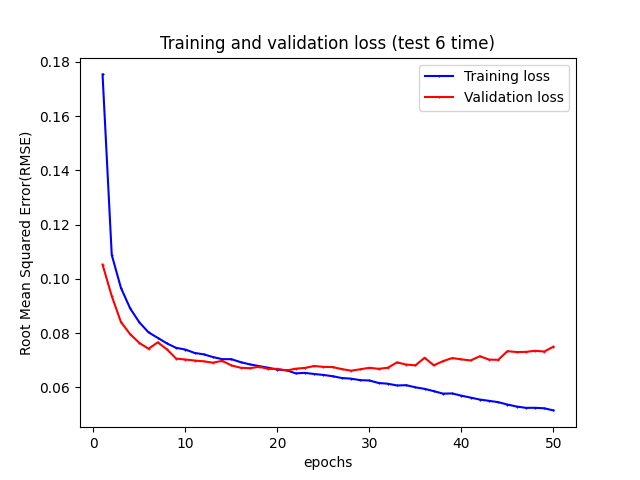 Training and validation loss (test 6 time)
Training loss
Validation loss
Root Mean Squared Error(RMSE)
0.18
0.16
0.14
0.12
0.10
0.08
0.06
0 10 20 30 40 50
epochs